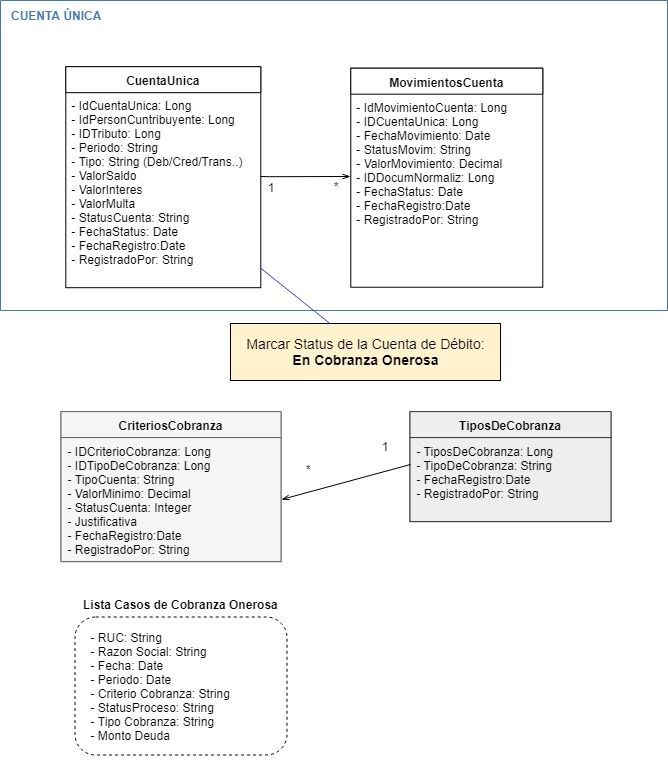 CUENTA ÚNICA
CuentaUnica
- IdCuentaUnica: Long
- IdPersonCuntribuyente: Long
- IDTributo: Long
- Periodo: String
- Tipo: String (Deb/Cred/Trans..)
- ValorSaldo
- ValorInteres
- ValorMulta
- StatusCuenta: String
- FechaStatus: Date
- FechaRegistro:Date
- RegistradoPor: String
1
*
MovimientosCuenta
- IdMovimientoCuenta: Long
- IDCuentaUnica: Long
- FechaMovimiento: Date
- StatusMovim: String
- ValorMovimiento: Decimal
- IDDocumNormaliz: Long
- FechaStatus: Date
- FechaRegistro:Date
- RegistradoPor: String
Marcar Status de la Cuenta de Débito:
En Cobranza Onerosa
CriteriosCobranza
- IDCriterioCobranza: Long
- IDTipoDeCobranza: Long
- TipoCuenta: String
- ValorMinimo: Decimal
- StatusCuenta: Integer
- Justificativa
- FechaRegistro:Date
- RegistradoPor: String
*
1
TiposDeCobranza
- TiposDeCobranza: Long
- TipoDeCobranza: String
- FechaRegistro:Date
- RegistradoPor: String
Lista Casos de Cobranza Onerosa
- RUC: String
- Razon Social: String
- Fecha: Date
- Periodo: Date
- Criterio Cobranza: String
- StatusProceso: String
- Tipo Cobranza: String
- Monto Deuda